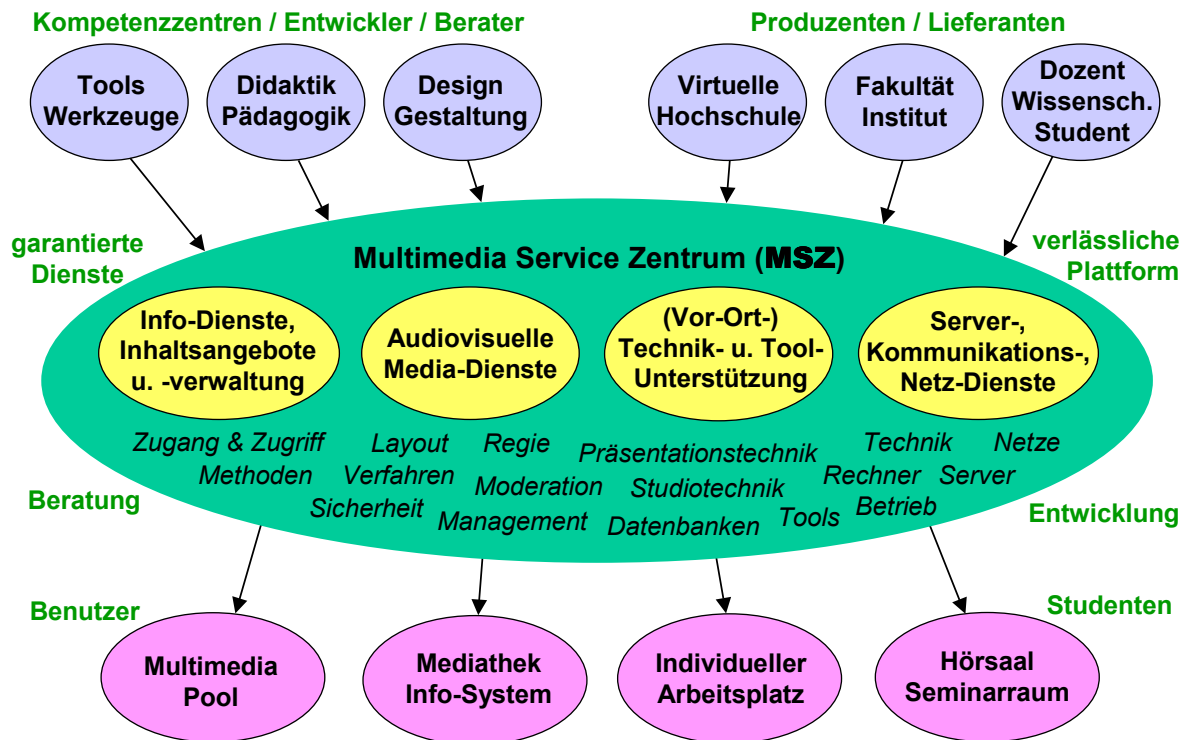 Kompetenzzentren / Entwickler / Berater
Produzenten / Lieferanten
Tools
Werkzeuge
Didaktik
Pädagogik
Design
Gestaltung
Virtuelle
Hochschule
Fakultät
Institut
Dozent
Wissensch.
Student
garantierte
Dienste
verlässliche
Plattform
Multimedia Service Zentrum (MSZ)
Info-Dienste,
Inhaltsangebote
u. -verwaltung
Audiovisuelle
Media-Dienste
(Vor-Ort-)
Technik- u. Tool-
Unterstützung
Server-,
Kommunikations-,
Netz-Dienste
Zugang & Zugriff
Layout
Regie
Präsentationstechnik
Technik
Netze
Methoden
Verfahren
Moderation
Studiotechnik
Rechner
Server
Sicherheit
Management
Datenbanken
Tools
Betrieb
Beratung
Entwicklung
Benutzer
Studenten
Multimedia
Pool
Mediathek
Info-System
Individueller
Arbeitsplatz
Hörsaal
Seminarraum